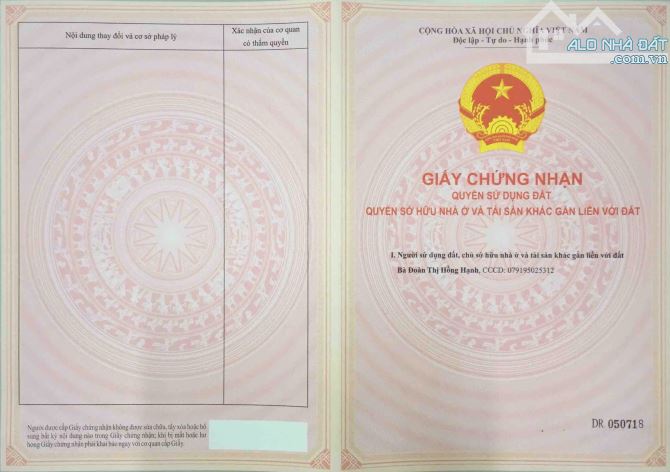 Nội dung thay đổi và cơ sở pháp lý
Xác nhận của cơ quan
có thẩm quyền
Người được cấp Giấy chứng nhận không được sửa chữa, tẩy xóa hoặc bổ
sung bất kỳ nội dung nào trong Giấy chứng nhận; khi bị mất hoặc hư
hỏng Giấy chứng nhận phải khai báo ngay với cơ quan cấp Giấy.
ALO NHÀ ĐẤT
.com.vn
CỘNG HÒA XÃ HỘI CHỦ NGHĨA VIỆT NAM
Độc lập - Tự do - Hạnh phúc
GIẤY CHỨNG NHẬN
QUYỀN SỬ DỤNG ĐẤT
QUYỀN SỞ HỮU NHÀ Ở VÀ TÀI SẢN KHÁC GẮN LIỀN VỚI ĐẤT
I. Người sử dụng đất, chủ sở hữu nhà ở và tài sản khác gắn liền với đất
Bà Đoàn Thị Hồng Hạnh, CCCD: 079195025312
DR 050718